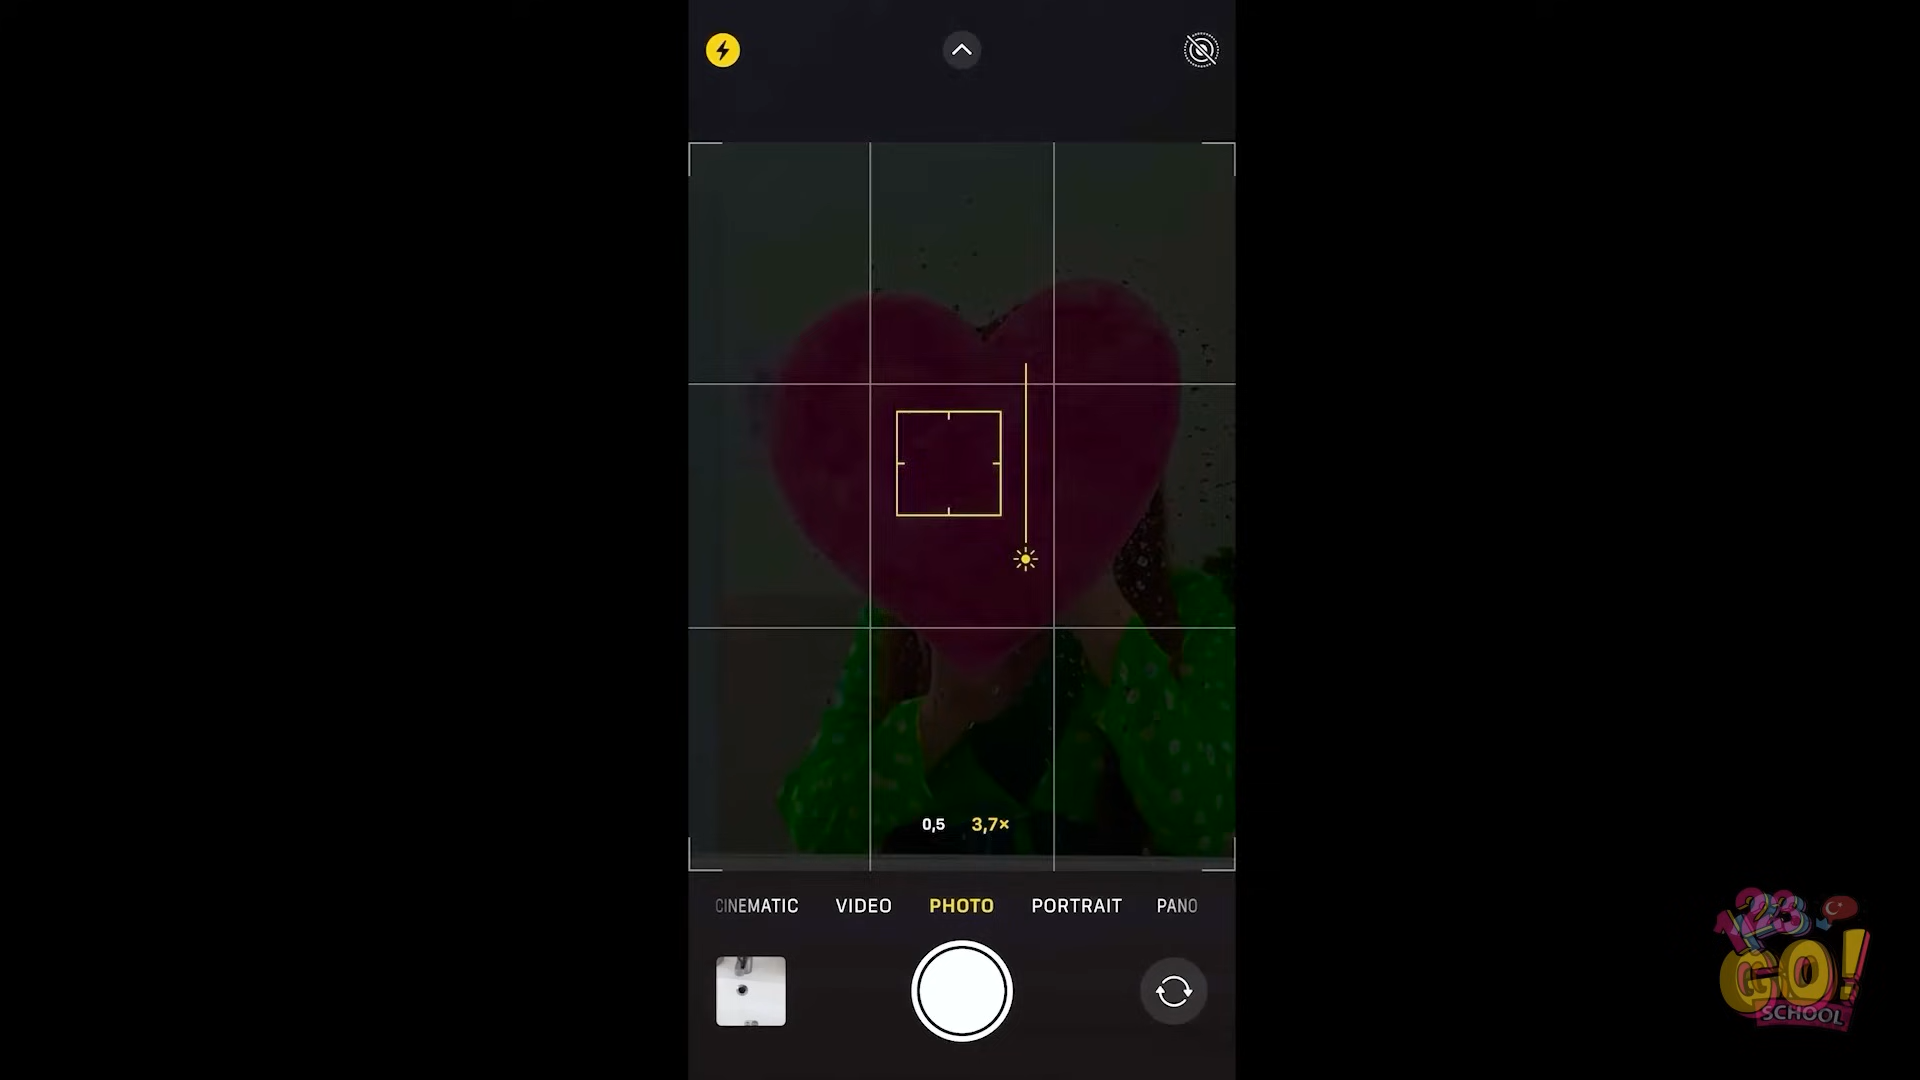 0,5 3,7×
CINEMATIC VIDEO PHOTO PORTRAIT PANO
123
GO!
SCHOOL